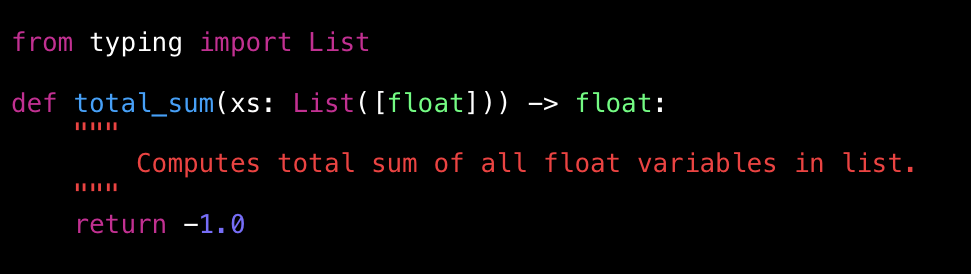 from typing import List
def total_sum(xs: List([float])) -> float:
"""
Computes total sum of all float variables in list.
"""
return -1.0